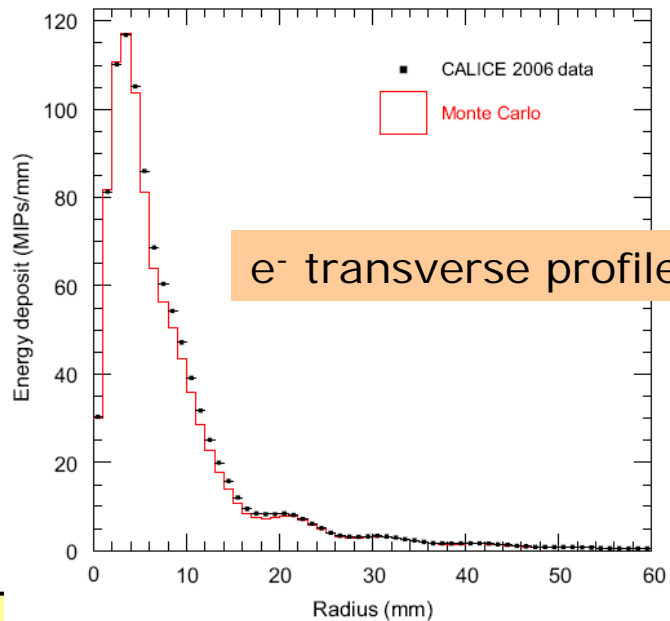 120
100
80
60
40
20
0
Energy deposit (MIPs/mm)
CALICE 2006 data
Monte Carlo
e- transverse profile
0 10 20 30 40 50 60
Radius (mm)